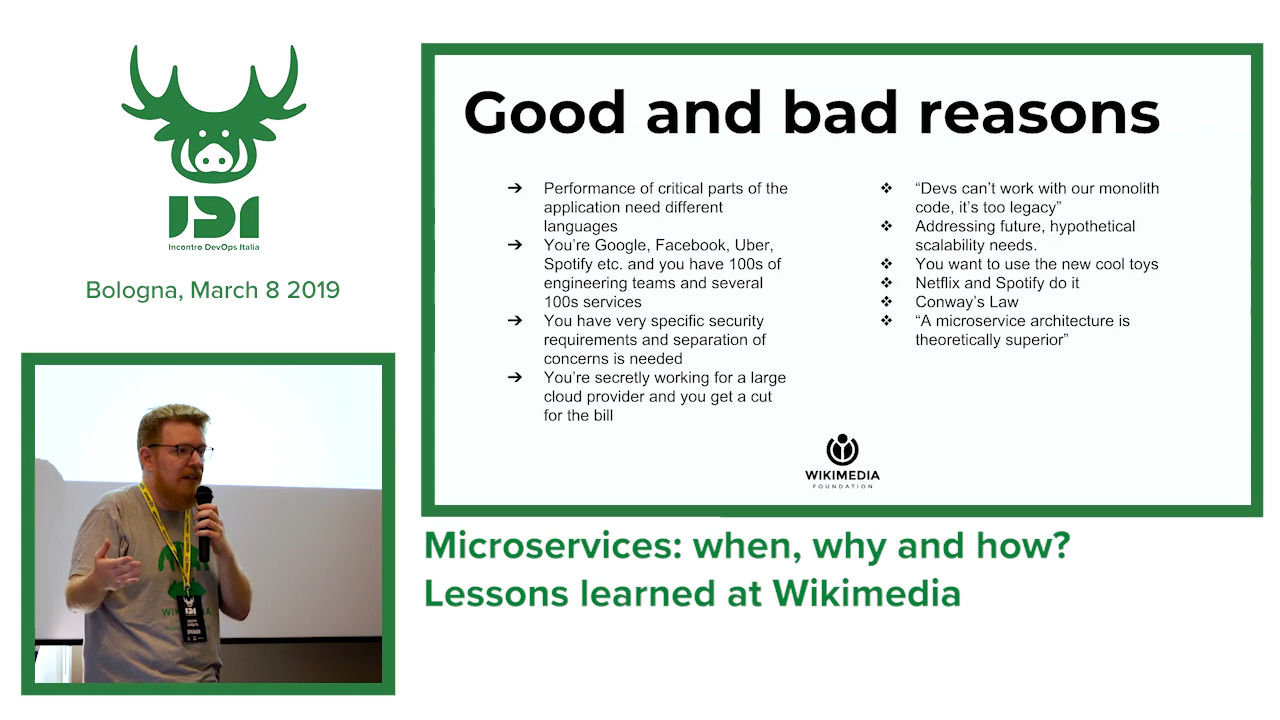 IDI
Incontro DevOps Italia
Bologna, March 8 2019
Good and bad reasons
➔ Performance of critical parts of the
application need different
languages
➔ You’re Google, Facebook, Uber,
Spotify etc. and you have 100s of
engineering teams and several
100s services
➔ You have very specific security
requirements and separation of
concerns is needed
➔ You’re secretly working for a large
cloud provider and you get a cut
for the bill
❖ “Devs can’t work with our monolith
code, it’s too legacy”
❖ Addressing future, hypothetical
scalability needs.
❖ You want to use the new cool toys
❖ Netflix and Spotify do it
❖ Conway’s Law
❖ “A microservice architecture is
theoretically superior”
WIKIMEDIA
FOUNDATION
Microservices: when, why and how?
Lessons learned at Wikimedia
IDI
SPEAKER